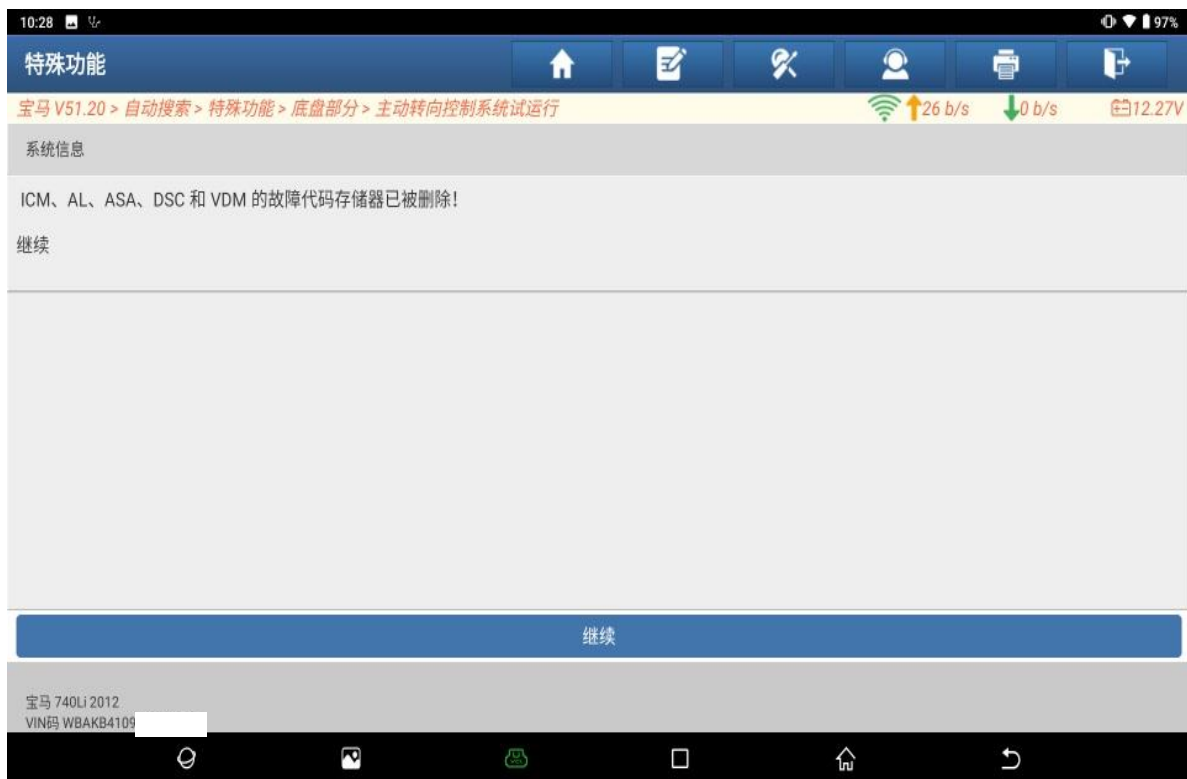 10:28 97%
特殊功能
宝马 V51.20 > 自动搜索 > 特殊功能 > 底盘部分 > 主动转向控制系统试运行 26 b/s 0 b/s 12.27V
系统信息
ICM、AL、ASA、DSC 和 VDM 的故障代码存储器已被删除！
继续
继续
宝马 740Li 2012
VIN码 WBAKB4109